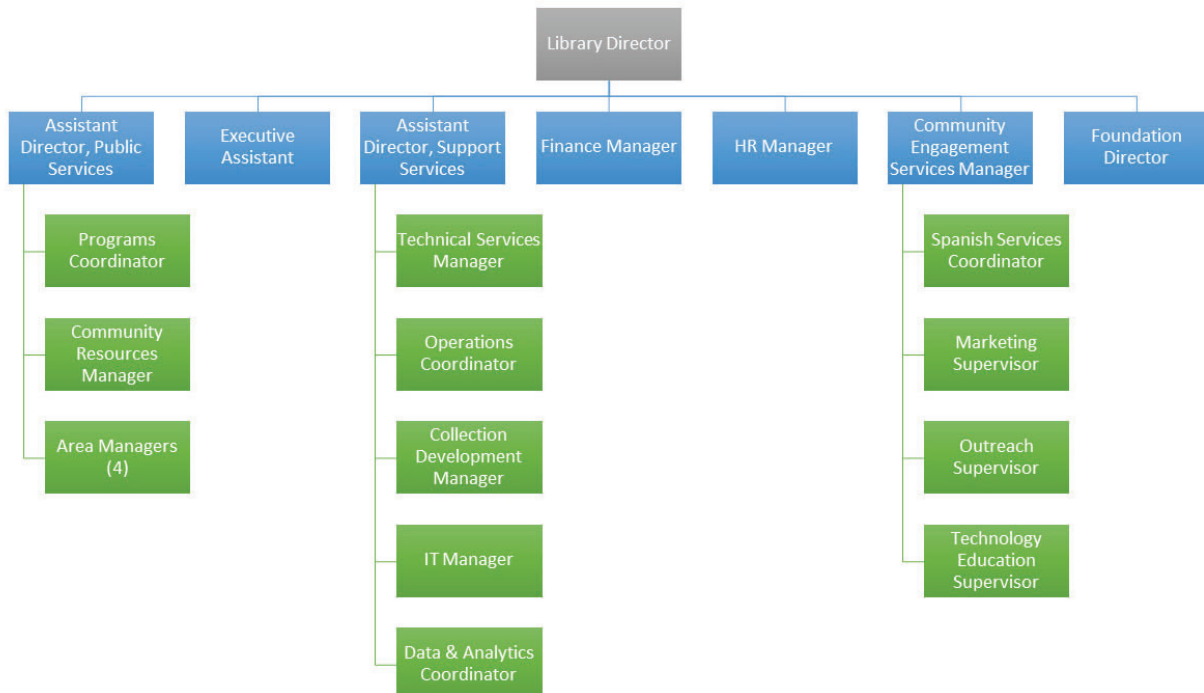 Library Director
Assistant
Director, Public
Services
Executive
Assistant
Assistant
Director, Support
Services
Finance Manager
HR Manager
Community
Engagement
Services Manager
Foundation
Director
Programs
Coordinator
Community
Resources
Manager
Area Managers
(4)
Technical Services
Manager
Operations
Coordinator
Collection
Development
Manager
IT Manager
Data & Analytics
Coordinator
Spanish Services
Coordinator
Marketing
Supervisor
Outreach
Supervisor
Technology
Education
Supervisor